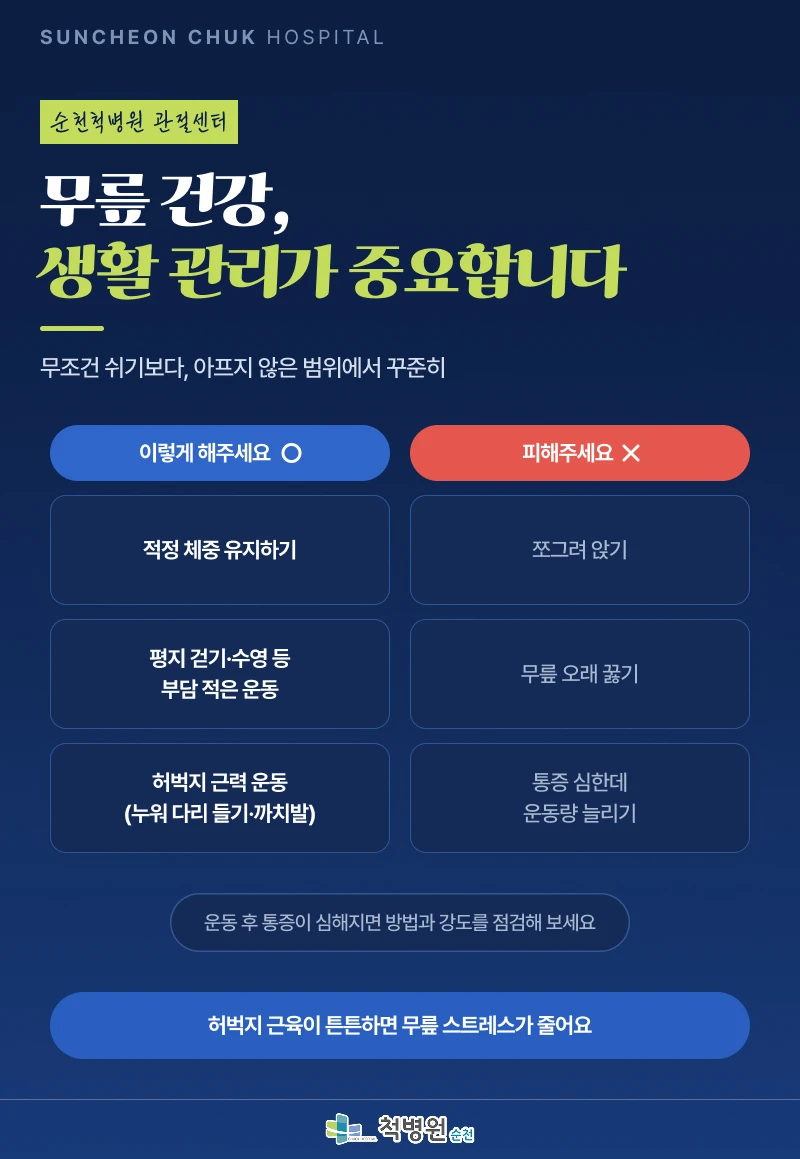 SUNCHEON CHUK HOSPITAL
순천척병원 관절센터
무릎 건강,
생활 관리가 중요합니다
무조건 쉬기보다, 아프지 않은 범위에서 꾸준히
이렇게 해주세요 O
피해주세요 X
적정 체중 유지하기
쪼그려 앉기
평지 걷기·수영 등
부담 적은 운동
무릎 오래 꿇기
허벅지 근력 운동
(누워 다리 들기·까치발)
통증 심한데
운동량 늘리기
운동 후 통증이 심해지면 방법과 강도를 점검해 보세요
허벅지 근육이 튼튼하면 무릎 스트레스가 줄어요
척병원 순천